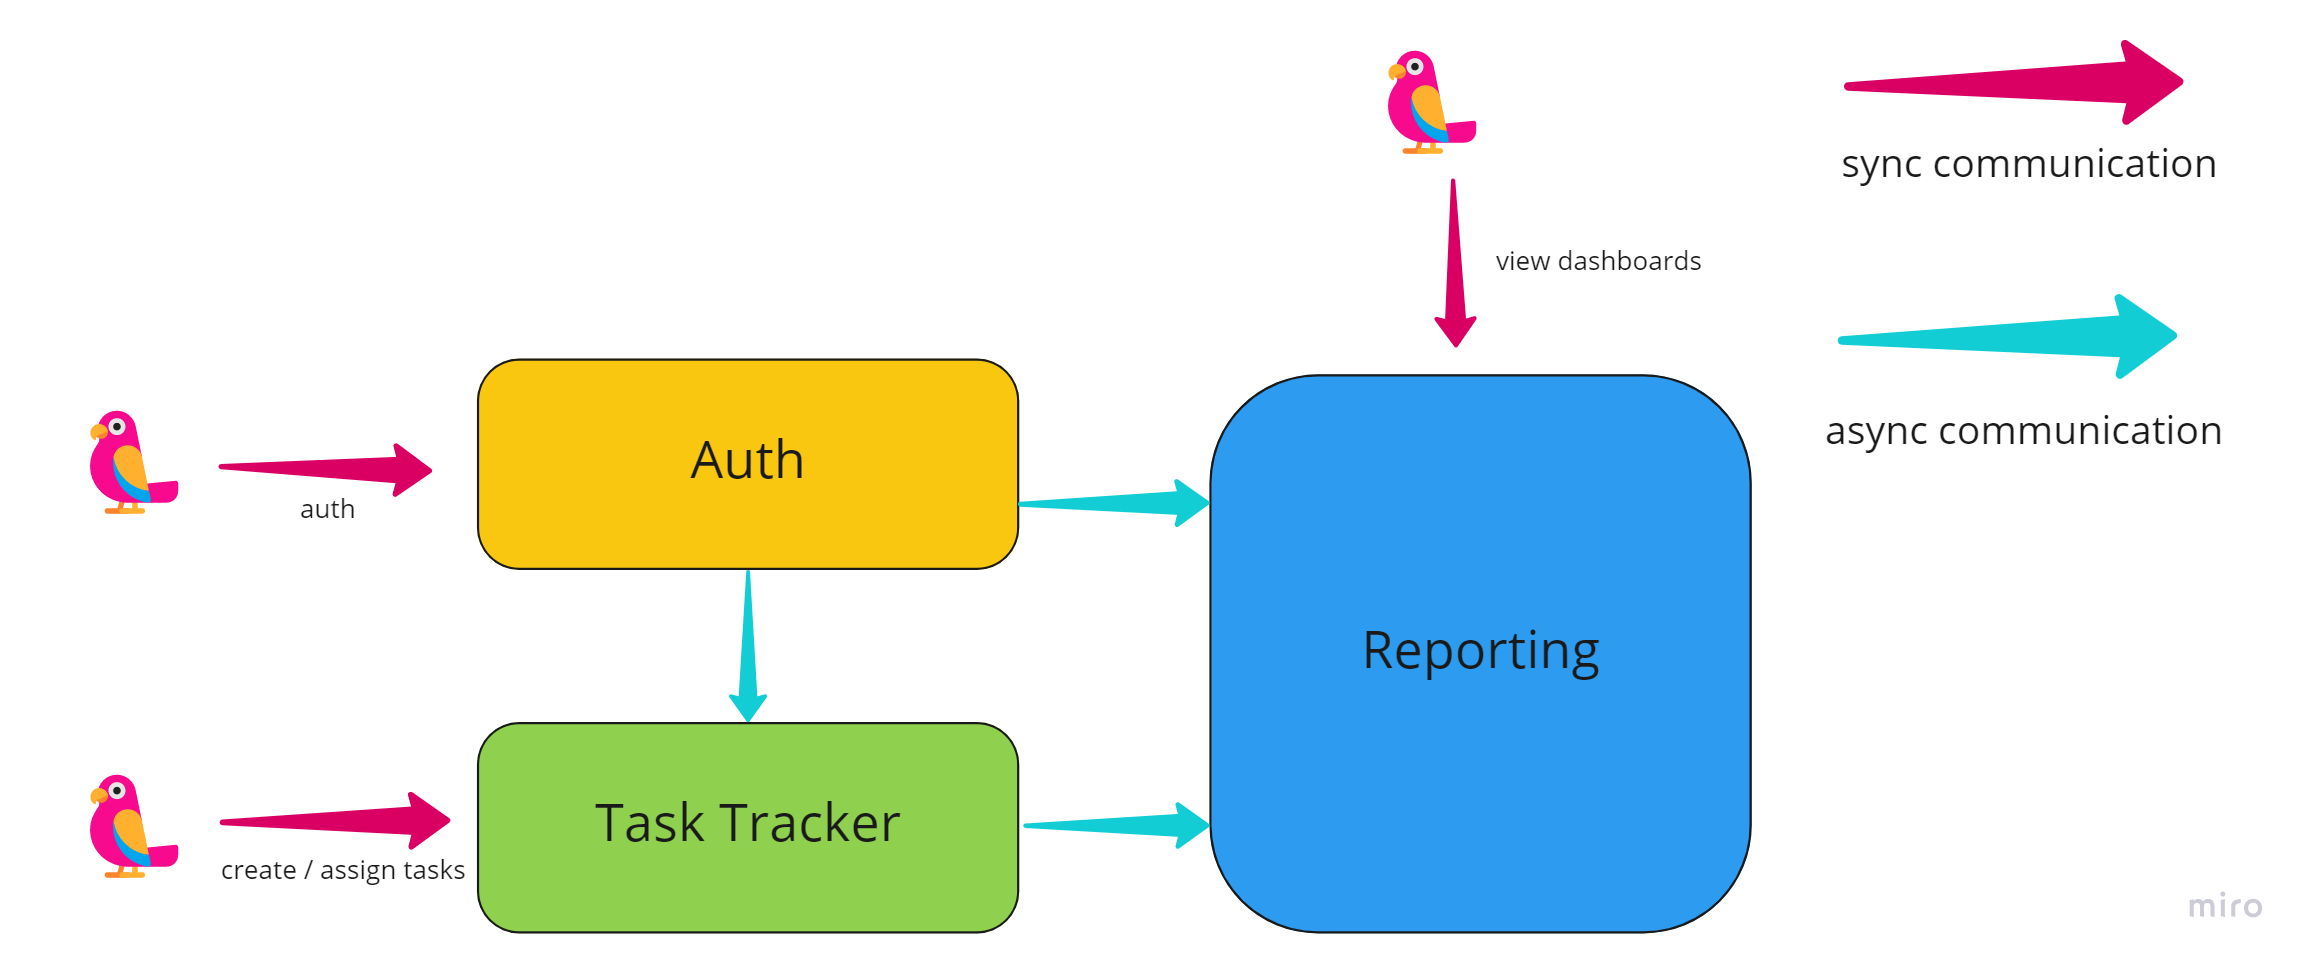 sync communication
view dashboards
async communication
Auth
auth
Reporting
Task Tracker
create / assign tasks
miro